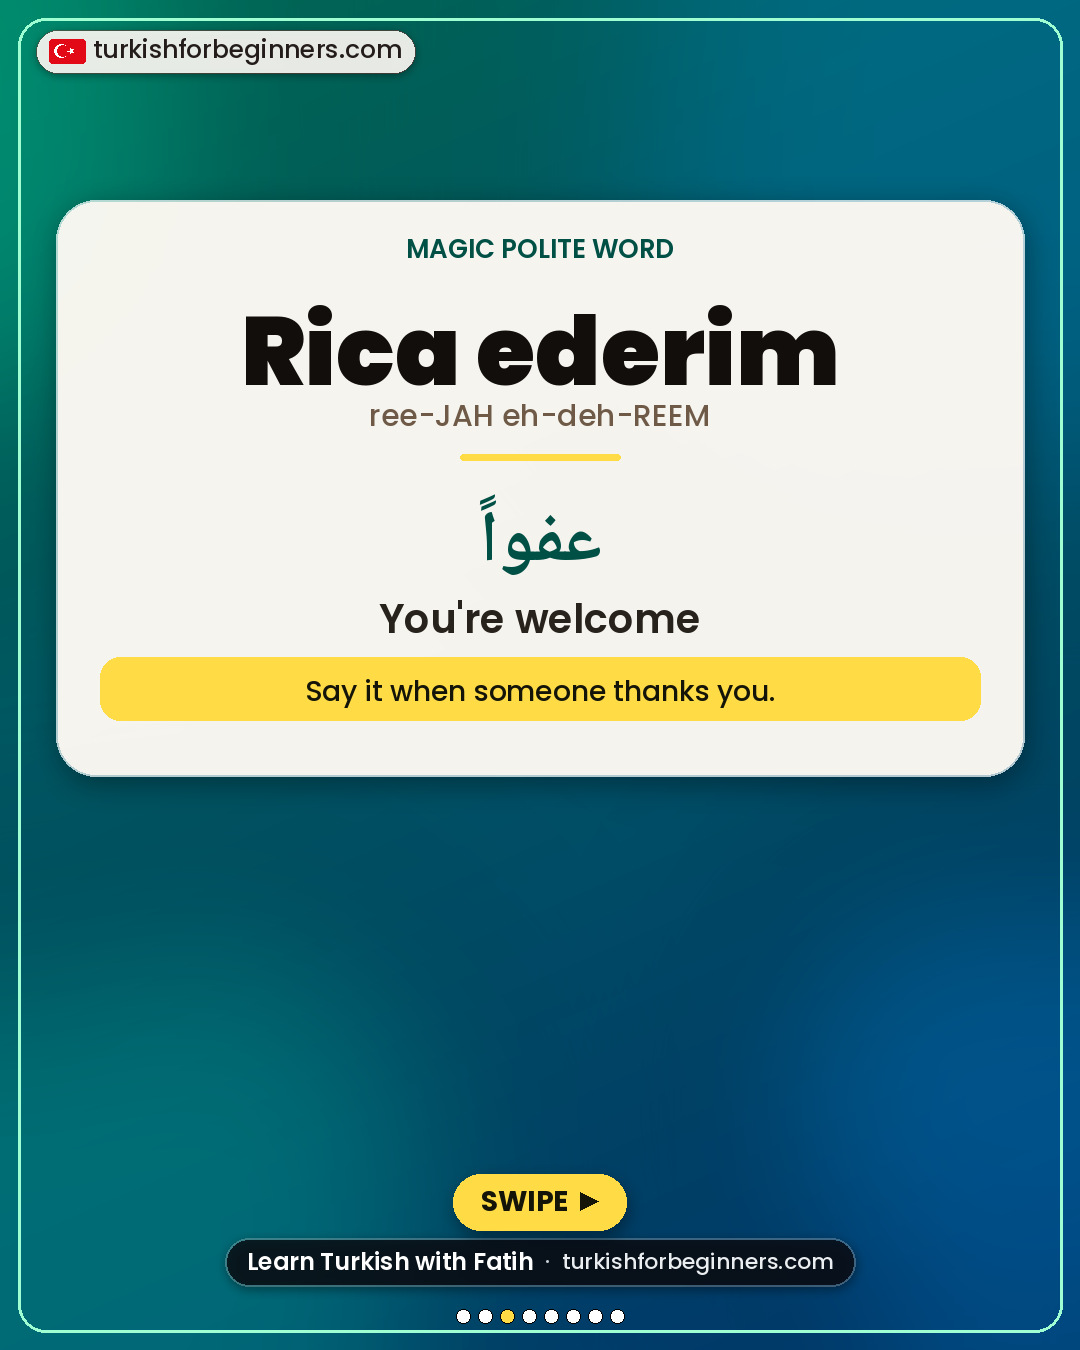 turkishforbeginners.com
MAGIC POLITE WORD
Rica ederim
ree-JAH eh-deh-REEM
عفواً
You're welcome
Say it when someone thanks you.
SWIPE ▶
Learn Turkish with Fatih · turkishforbeginners.com